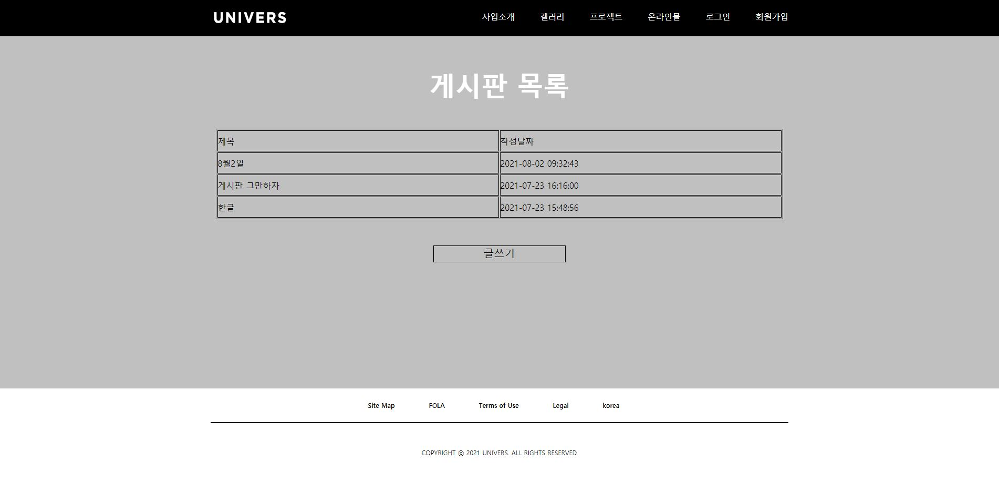 UNIVERS 사업소개 갤러리 프로젝트 온라인몰 로그인 회원가입
게시판 목록
제목 작성날짜
8월2일 2021-08-02 09:32:43
게시판 그만하자 2021-07-23 16:16:00
한글 2021-07-23 15:48:56
글쓰기
Site Map FOLA Terms of Use Legal korea
COPYRIGHT ⓒ 2021 UNIVERS. ALL RIGHTS RESERVED